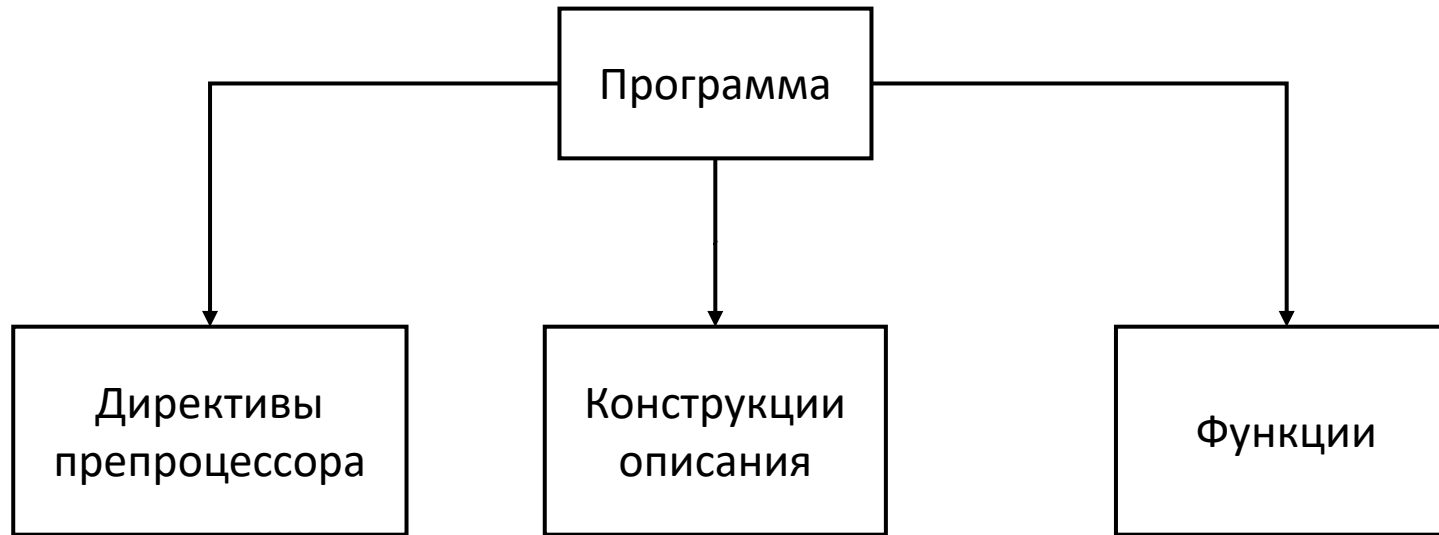 Программа
Директивы
препроцессора
Конструкции
описания
Функции